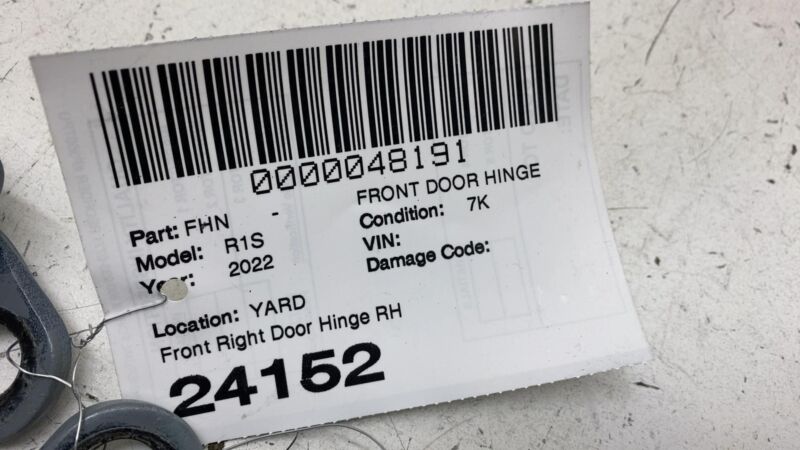 0000048191
Part: FHN - FRONT DOOR HINGE
Model: R1S Condition: 7K
Year: 2022 VIN:
Damage Code:
Location: YARD
Front Right Door Hinge RH
24152